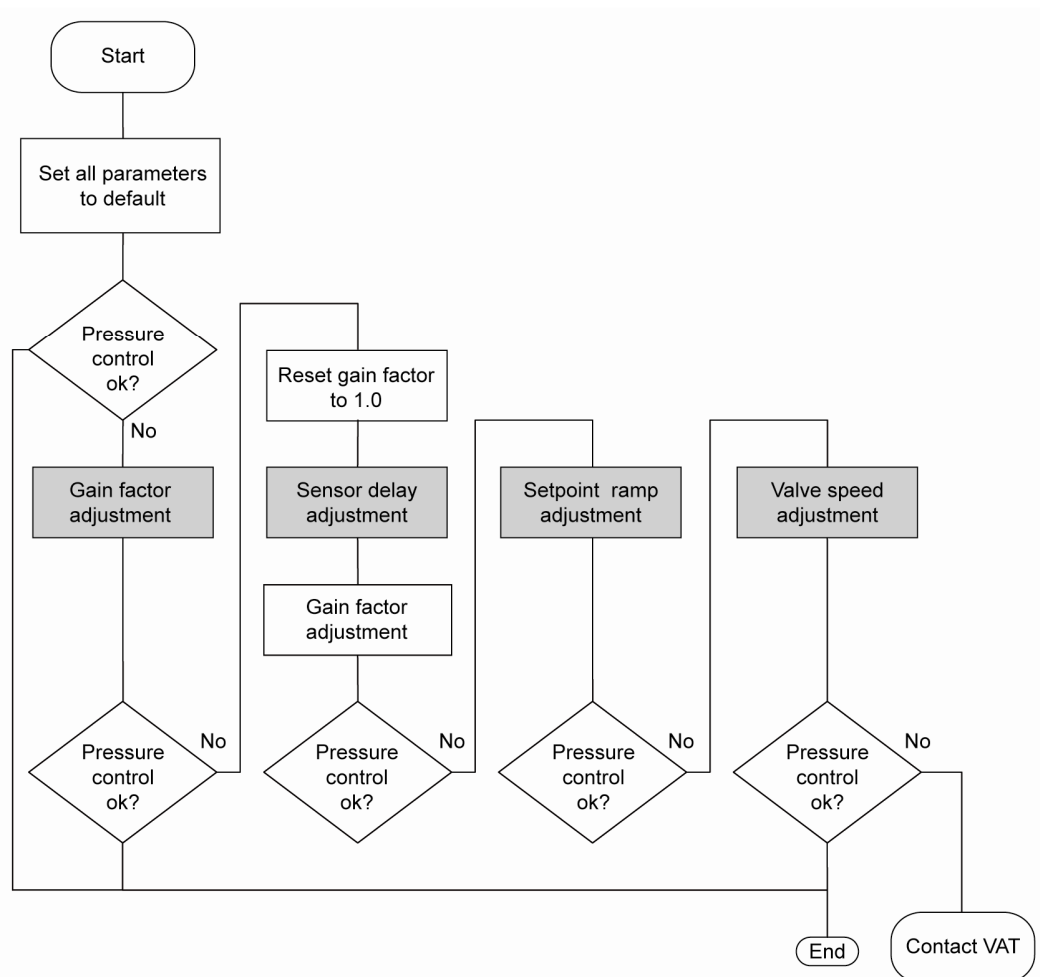 Start
Set all parameters
to default
Pressure
control
ok?
No
Gain factor
adjustment
Pressure
control
ok?
No
Reset gain factor
to 1.0
Sensor delay
adjustment
Gain factor
adjustment
Pressure
control
ok?
No
Setpoint ramp
adjustment
Pressure
control
ok?
No
Valve speed
adjustment
Pressure
control
ok?
No
End
Contact VAT